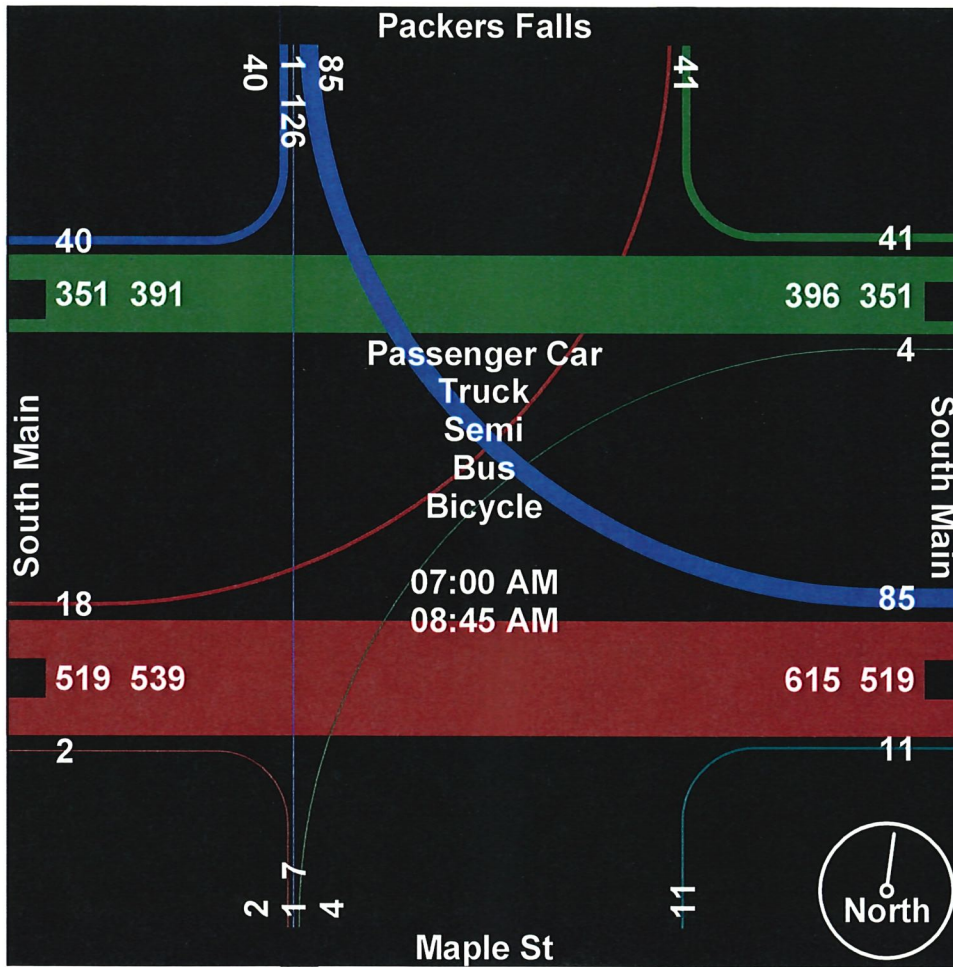 Packers Falls
40 1 85
126
41
40
41
351 391
396 351
Passenger Car
Truck
Semi
Bus
Bicycle
4
South Main
South Main
07:00 AM
08:45 AM
18
85
519 539
615 519
2
11
7
2 1 4
11
Maple St
North